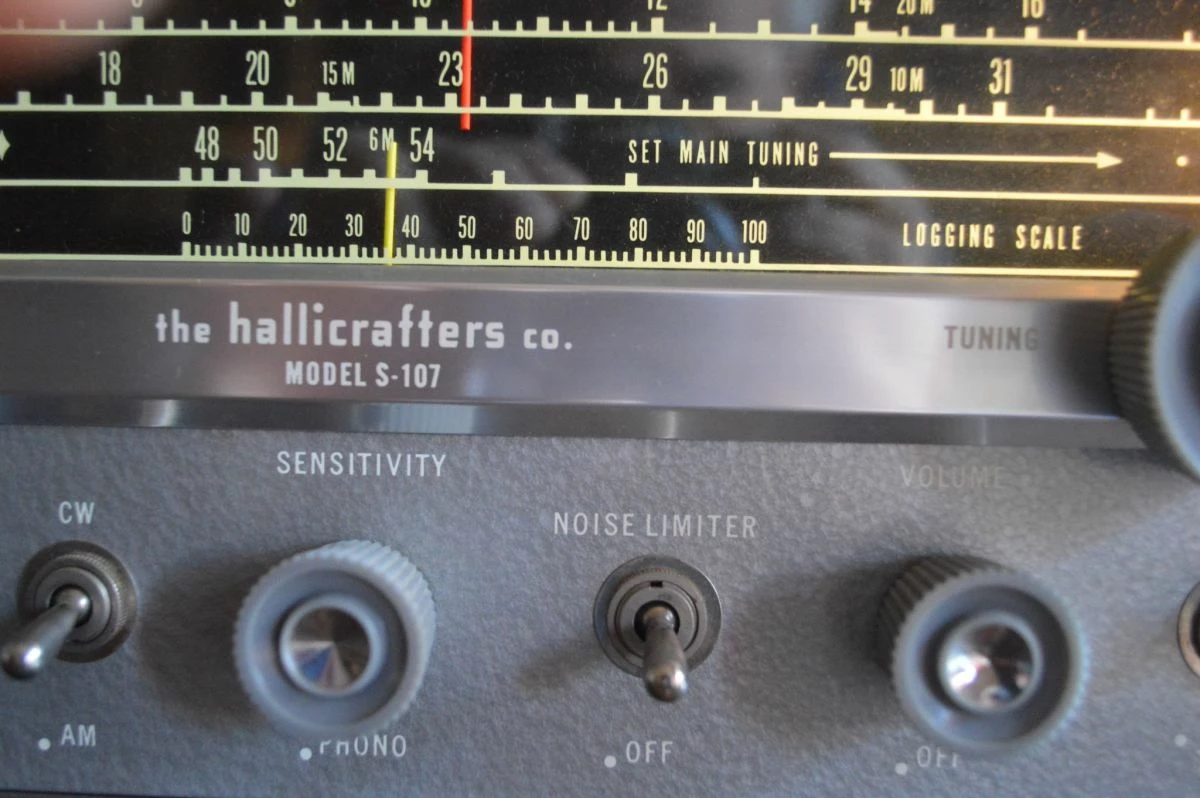 12 14 20M 16
18 20 15M 23 26 29 10M 31
48 50 52 6M 54 SET MAIN TUNING
0 10 20 30 40 50 60 70 80 90 100 LOGGING SCALE
the hallicrafters co.
MODEL S-107
TUNING
SENSITIVITY
VOLUME
CW
NOISE LIMITER
AM
PHONO
OFF
OFF